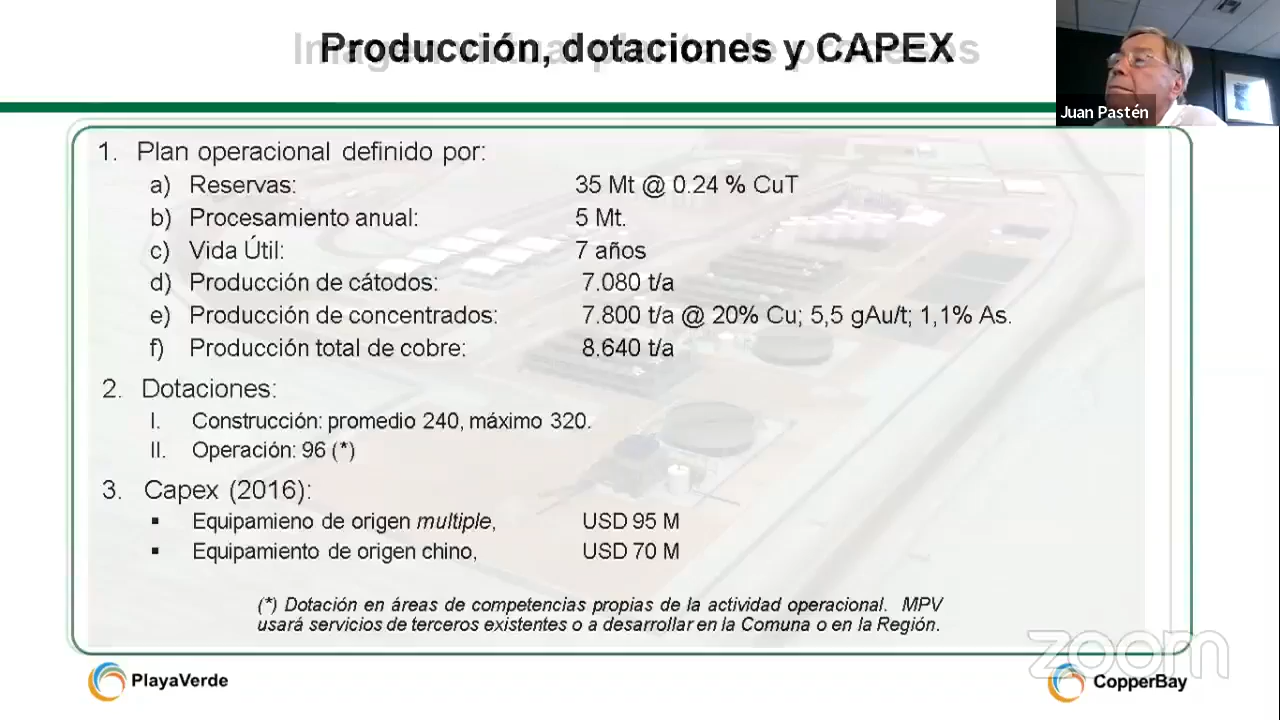 Producción, dotaciones y CAPEX
Juan Pastén
1. Plan operacional definido por:
a) Reservas: 35 Mt @ 0.24 % CuT
b) Procesamiento anual: 5 Mt.
c) Vida Útil: 7 años
d) Producción de cátodos: 7.080 t/a
e) Producción de concentrados: 7.800 t/a @ 20% Cu; 5,5 gAu/t; 1,1% As.
f) Producción total de cobre: 8.640 t/a
2. Dotaciones:
I. Construcción: promedio 240, máximo 320.
II. Operación: 96 (*)
3. Capex (2016):
▪ Equipamieno de origen multiple, USD 95 M
▪ Equipamiento de origen chino, USD 70 M
(*) Dotación en áreas de competencias propias de la actividad operacional. MPV
usará servicios de terceros existentes o a desarrollar en la Comuna o en la Región.
zoom
PlayaVerde
CopperBay